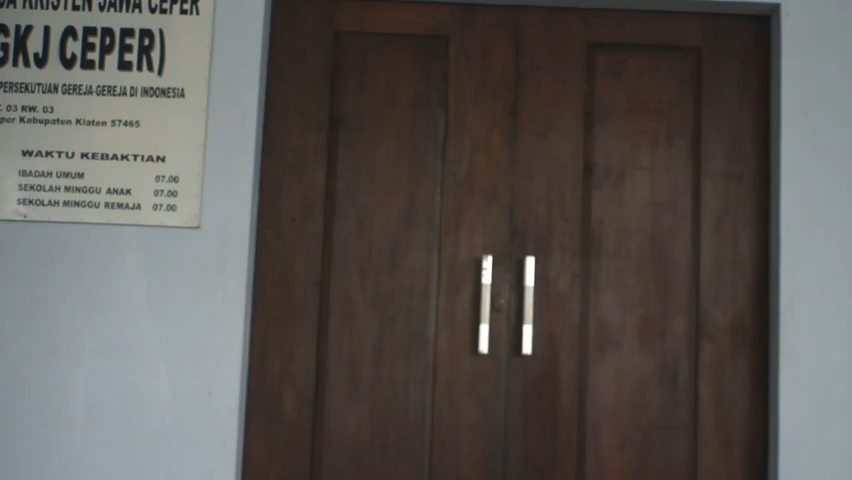 KRISTEN JAWA CEPER
GKJ CEPER)
PERSEKUTUAN GEREJA-GEREJA DI INDONESIA
03 RW. 03
Kabupaten Klaten 57465
WAKTU KEBAKTIAN
IBADAH UMUM 07.00
SEKOLAH MINGGU ANAK 07.00
SEKOLAH MINGGU REMAJA 07.00